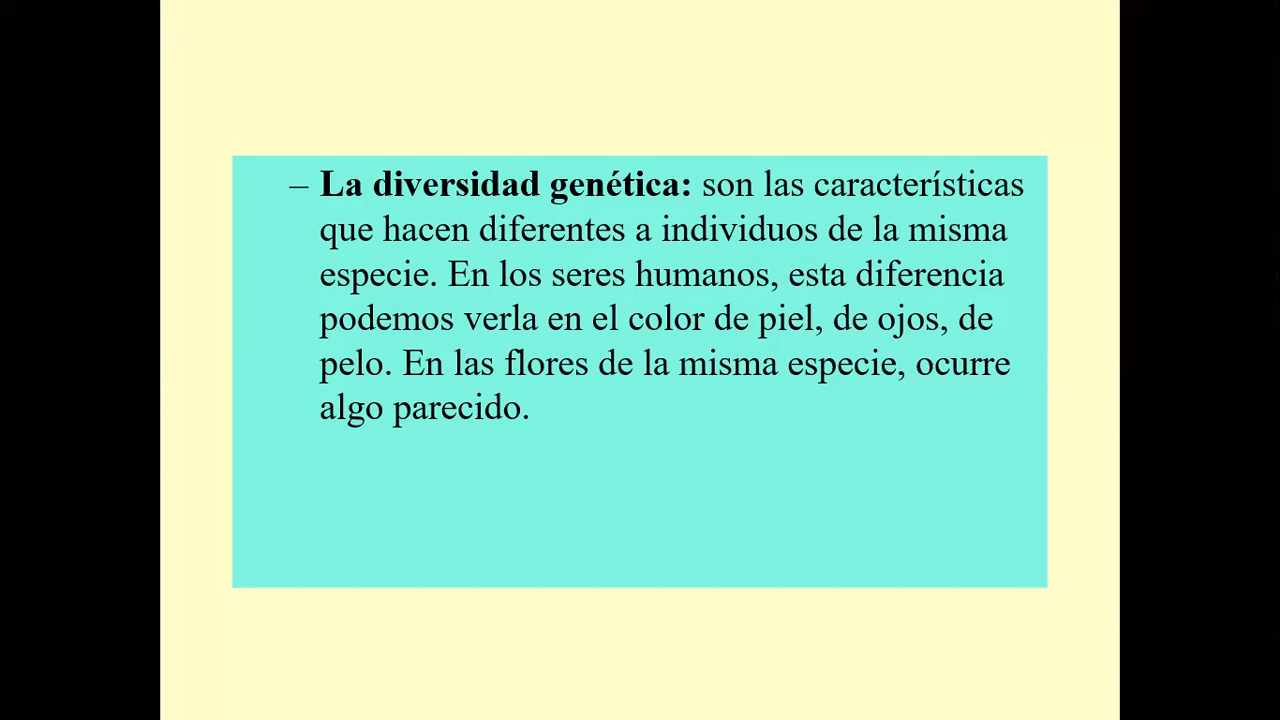 – La diversidad genética: son las características
que hacen diferentes a individuos de la misma
especie. En los seres humanos, esta diferencia
podemos verla en el color de piel, de ojos, de
pelo. En las flores de la misma especie, ocurre
algo parecido.